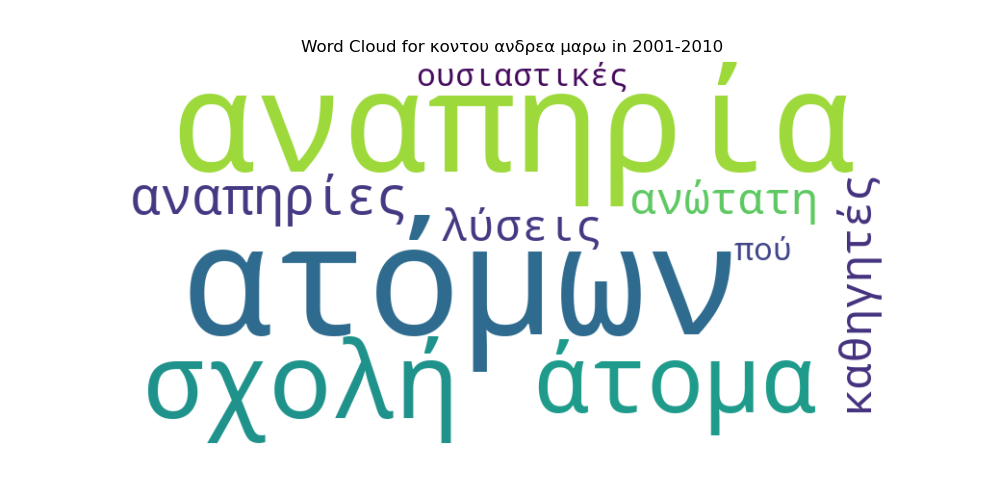 Word Cloud for κοντου ανδρεα μαρω in 2001-2010
ουσιαστικές
αναπηρία
αναπηρίες
ανώτατη
λύσεις
πού
καθηγητές
ατόμων
σχολή
άτομα